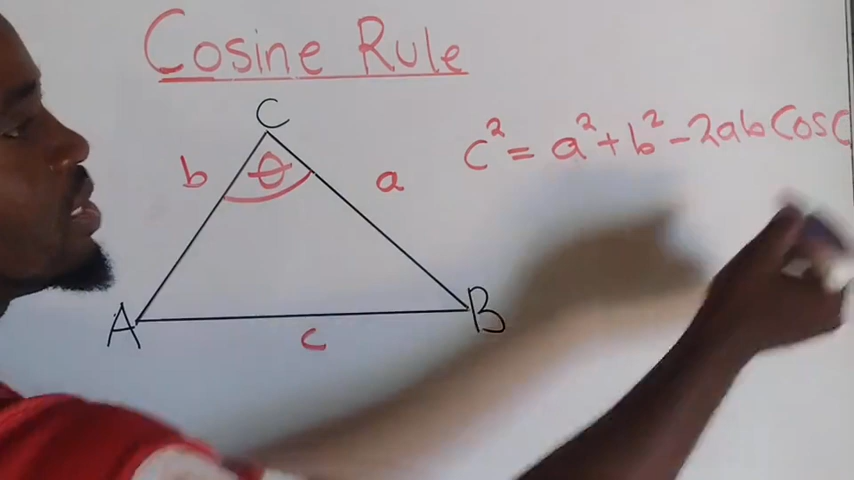 Cosine Rule
C
θ
b
a
c² = a² + b² - 2ab Cos C
A
B
c